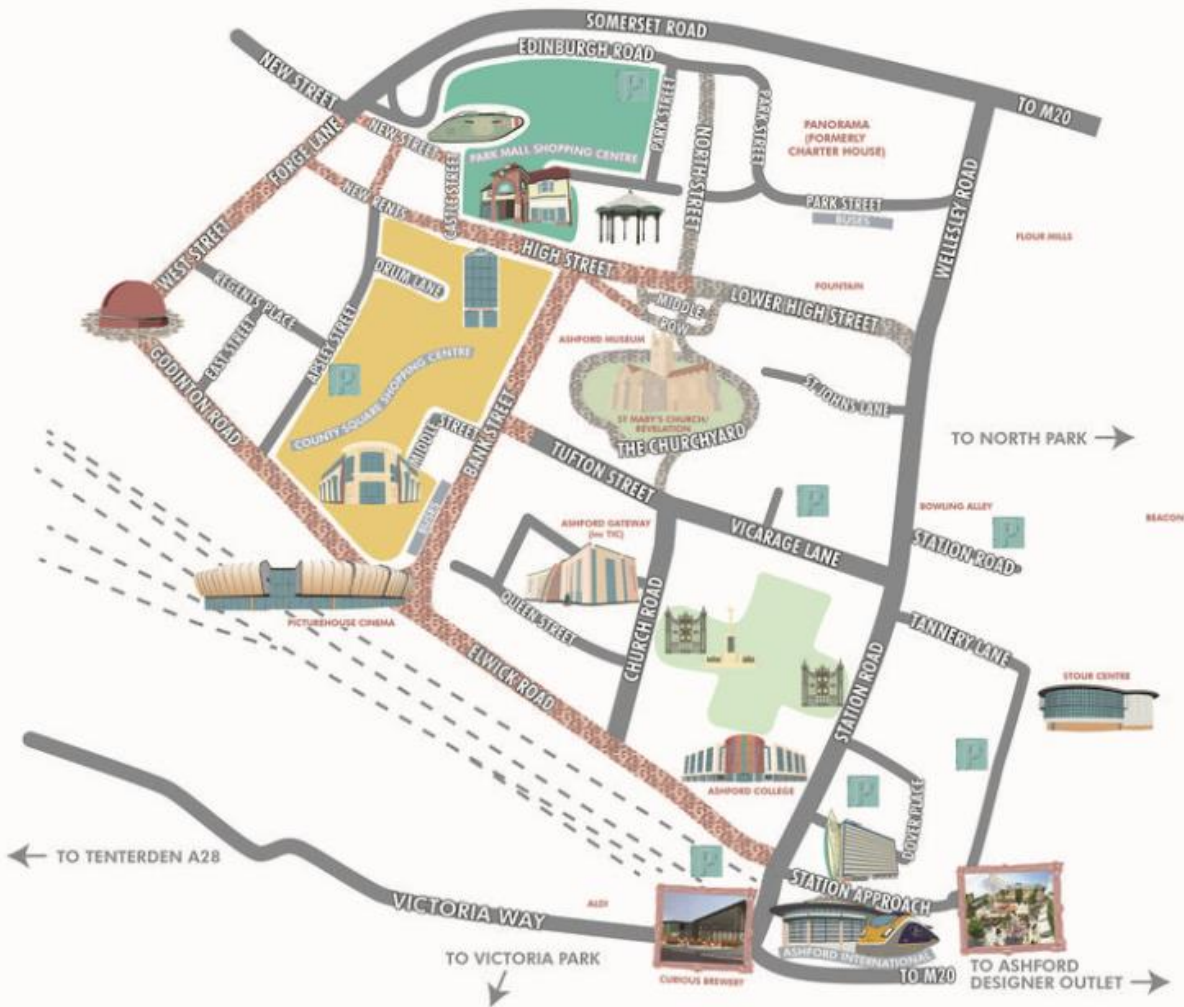 SOMERSET ROAD
EDINBURGH ROAD
NEW STREET
TO M20
P
PARK STREET
NORTH STREET
PARK STREET
PANORAMA
(FORMERLY
CHARTER HOUSE)
FORGE LANE
NEW STREET
PARK MALL SHOPPING CENTRE
WELLESLEY ROAD
NEW RENTS
CASTLE STREET
PARK STREET
BUSES
FLOUR MILLS
WEST STREET
HIGH STREET
DRUM LANE
REGENTS PLACE
FOUNTAIN
MIDDLE
ROW
LOWER HIGH STREET
EAST STREET
APSLEY STREET
ASHFORD MUSEUM
COUNTY SQUARE SHOPPING CENTRE
P
BANK STREET
ST JOHNS LANE
GODINTON ROAD
ST MARY'S CHURCH/
REVELATION
THE CHURCHYARD
MIDDLE STREET
TO NORTH PARK
TUFTON STREET
BUSES
P
BOWLING ALLEY
P
BEACON
ASHFORD GATEWAY
(inc TIC)
VICARAGE LANE
STATION ROAD
QUEEN STREET
CHURCH ROAD
PICTUREHOUSE CINEMA
TANNERY LANE
ELWICK ROAD
STATION ROAD
STOUR CENTRE
P
ASHFORD COLLEGE
P
DOVER PLACE
TO TENTERDEN A28
P
STATION APPROACH
VICTORIA WAY
ALDI
TO VICTORIA PARK
CURIOUS BREWERY
ASHFORD INTERNATIONAL
TO M20
TO ASHFORD
DESIGNER OUTLET